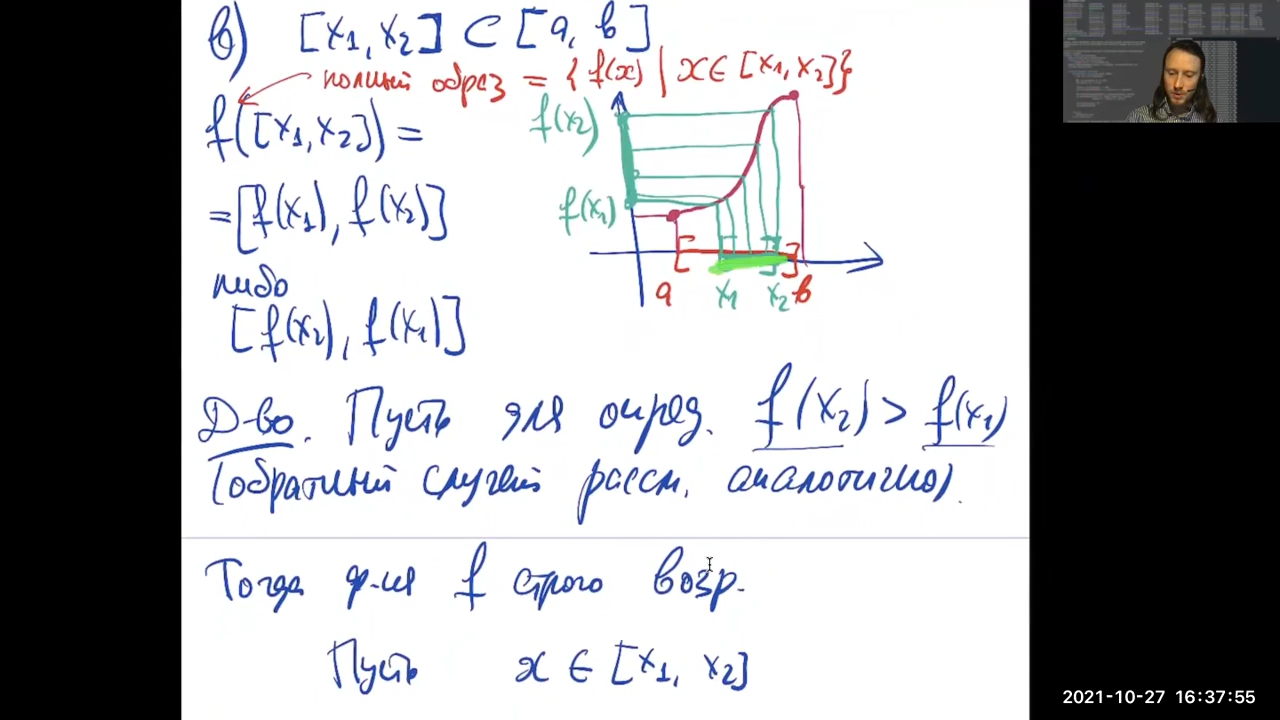 в) [x₁, x₂] ⊂ [a, в]
полный образ = { f(x) | x ∈ [x₁, x₂] }
f([x₁, x₂]) =
= [f(x₁), f(x₂)]
либо
[f(x₂), f(x₁)]
f(x₂)
f(x₁)
a x₁ x₂ в
Д-во. Пусть для опред. f(x₂) > f(x₁)
(обратный случай рассм. аналогично).
Тогда ф-ия f строго возр.
Пусть x ∈ [x₁, x₂]
2021-10-27 16:37:55